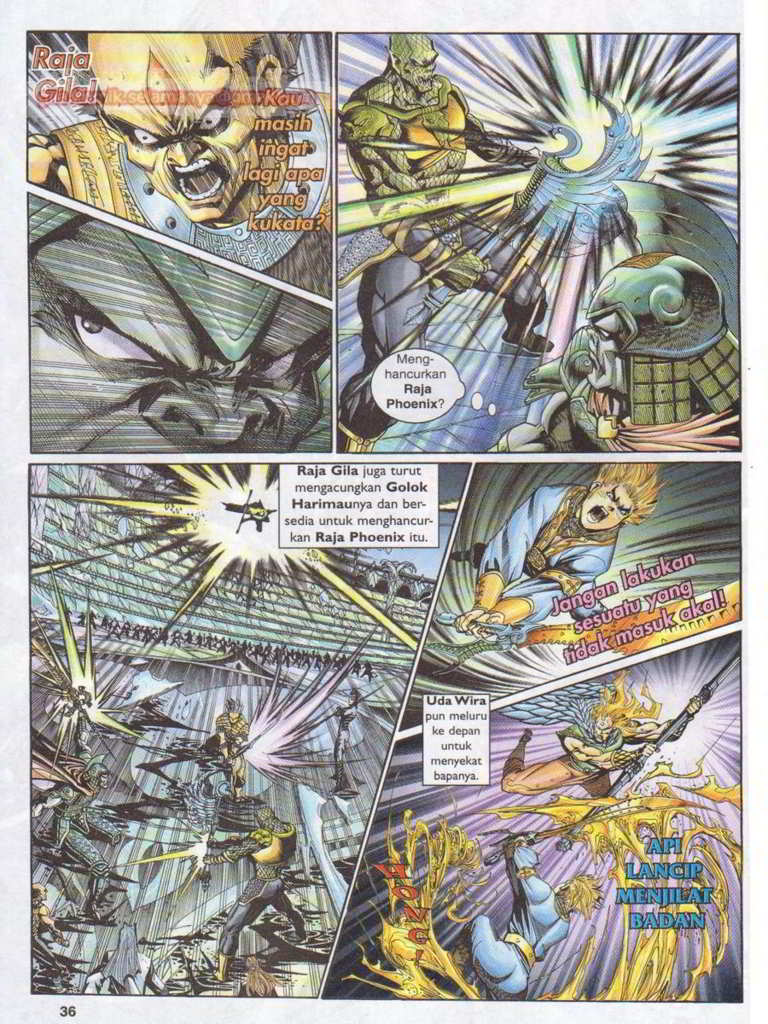 Raja
Gila!
Kau
masih
ingat
lagi apa
yang
kukata?
Meng-
hancurkan
Raja
Phoenix?
Raja Gila juga turut
mengacungkan Golok
Harimaunya dan ber-
sedia untuk menghancur-
kan Raja Phoenix itu.
Jangan lakukan
sesuatu yang
tidak masuk akal!
Uda Wira
pun meluru
ke depan
untuk
menyekat
bapanya.
HONG!
API
LANCIP
MENJILAT
BADAN
36